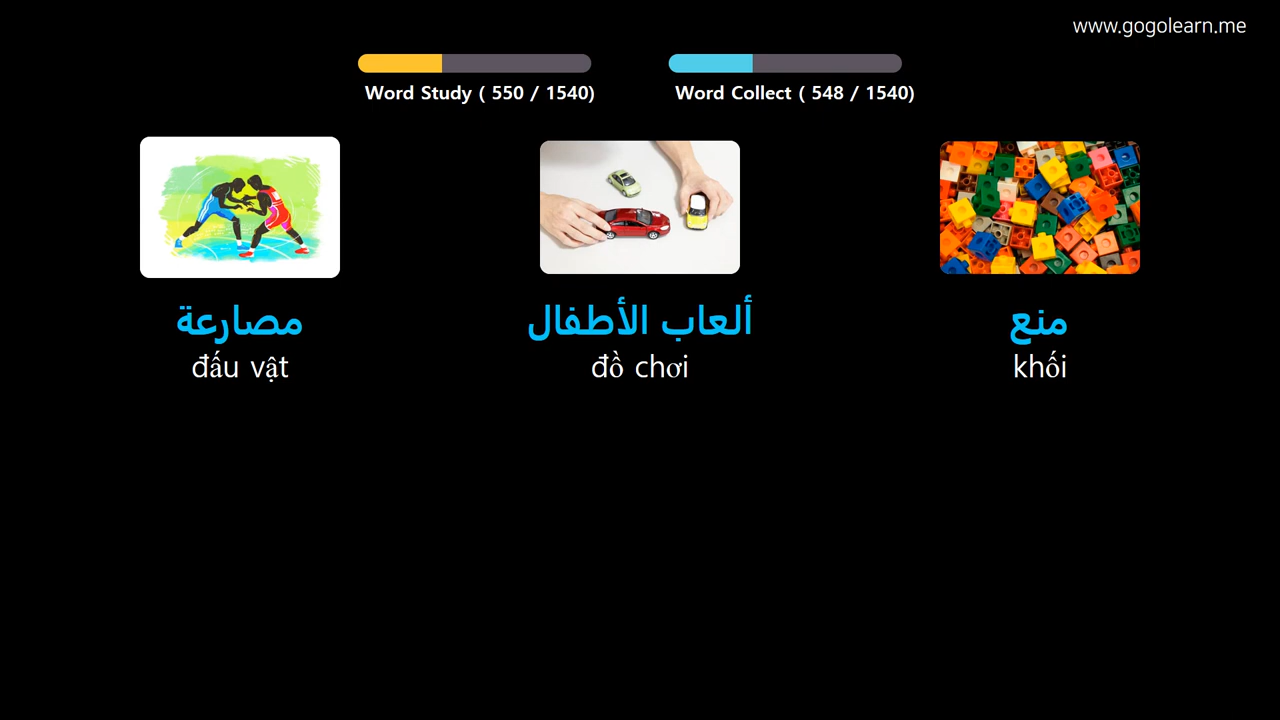 www.gogolearn.me
Word Study ( 550 / 1540)
Word Collect ( 548 / 1540)
مصارعة
đấu vật
ألعاب الأطفال
đồ chơi
منع
khối